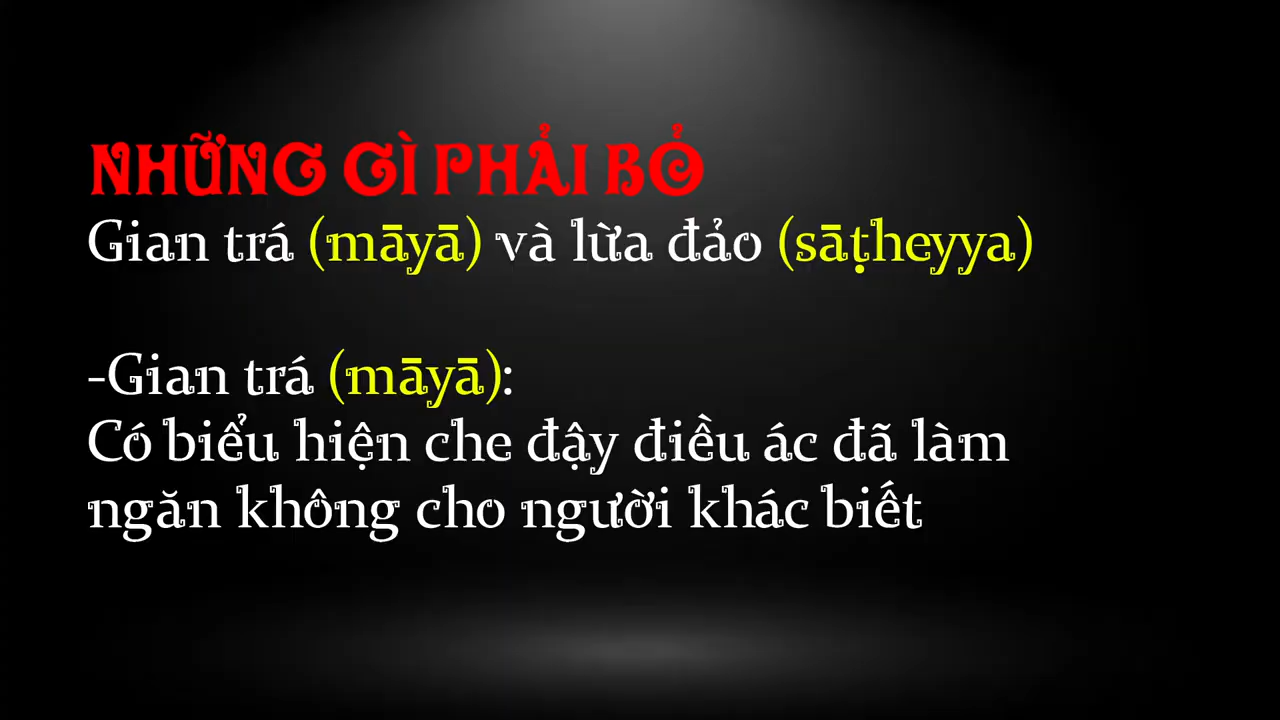 NHỮNG GÌ PHẢI BỎ
Gian trá (māyā) và lừa đảo (sāṭheyya)
-Gian trá (māyā):
Có biểu hiện che đậy điều ác đã làm
ngăn không cho người khác biết